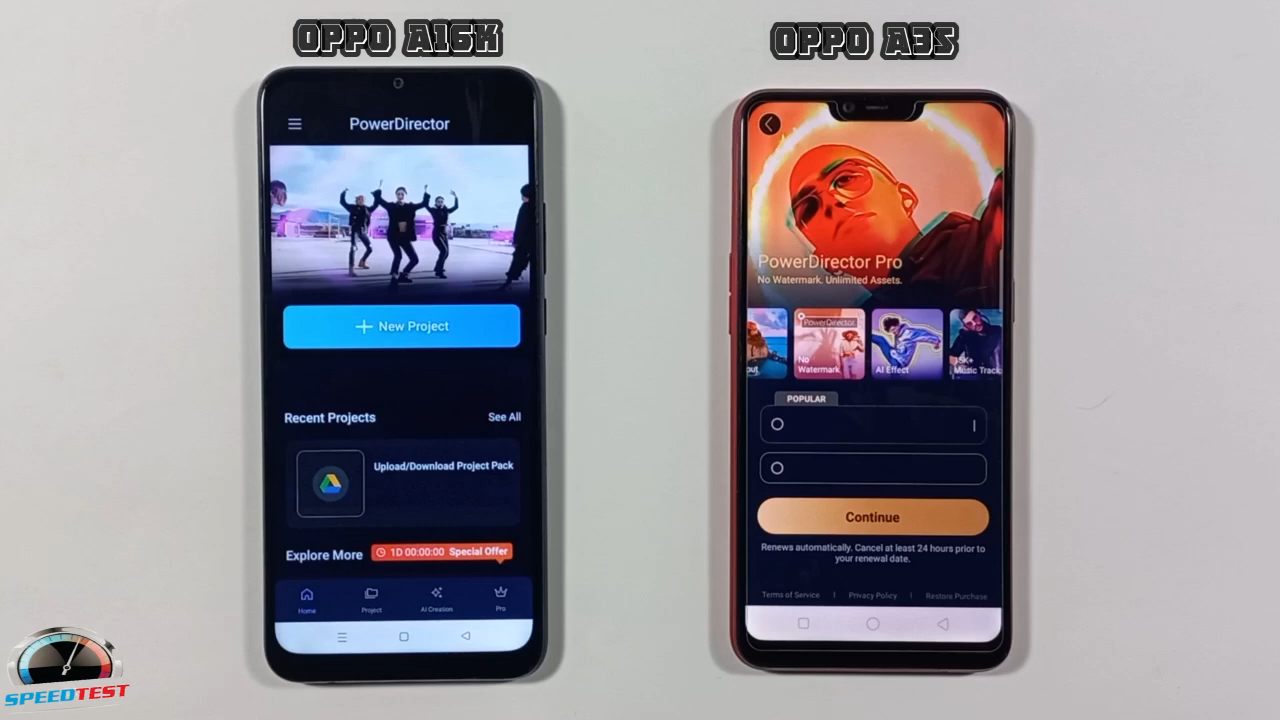 OPPO A16K
OPPO A3S
PowerDirector
New Project
Recent Projects
See All
Upload/Download Project Pack
Explore More
1D 00:00:00 Special Offer
Home
Project
AI Creation
Pro
PowerDirector Pro
No Watermark. Unlimited Assets.
PowerDirector
No
Watermark
AI Effect
Music Track
POPULAR
Continue
Renews automatically. Cancel at least 24 hours prior to
your renewal date.
Terms of Service | Privacy Policy | Restore Purchase
SPEEDTEST